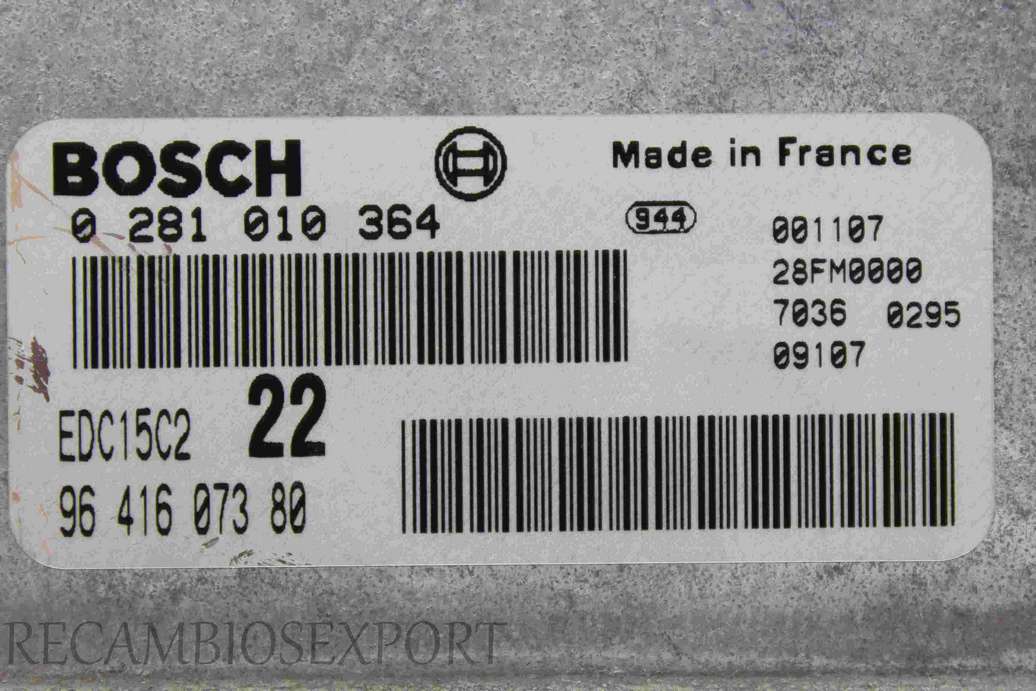 BOSCH
Made in France
0 281 010 364
944
001107
28FM0000
7036 0295
09107
EDC15C2 22
96 416 073 80
RECAMBIOSEXPORT